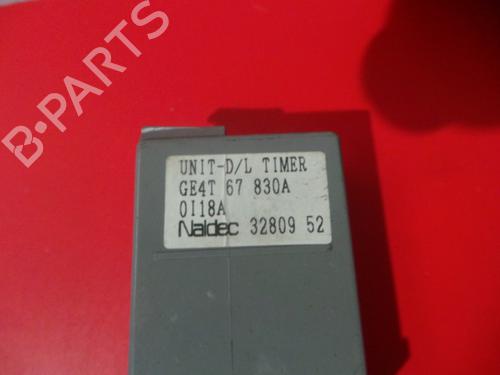 B-PARTS
UNIT-D/L TIMER
GE4T 67 830A
0I18A
Naldec 32809 52